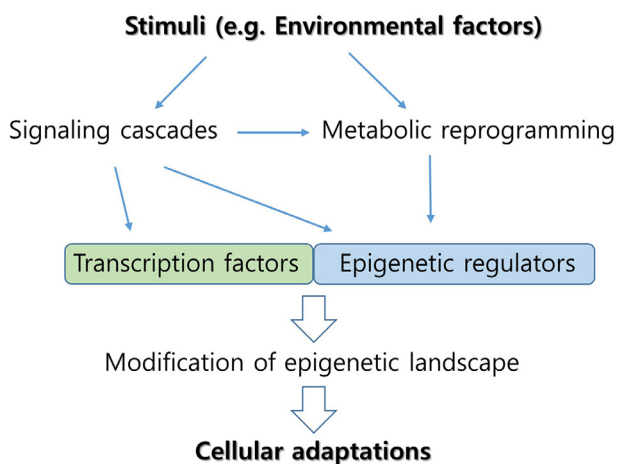 Stimuli (e.g. Environmental factors)
Signaling cascades
Metabolic reprogramming
Transcription factors
Epigenetic regulators
Modification of epigenetic landscape
Cellular adaptations